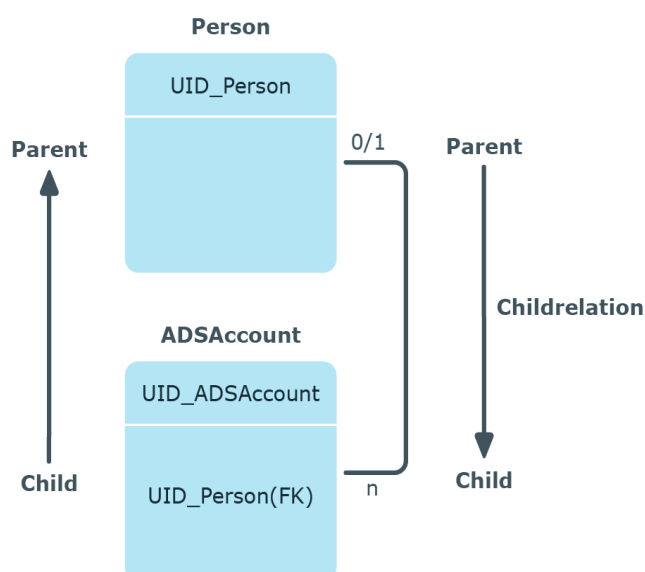 Person
UID_Person
Parent
0/1
Parent
Childrelation
ADSAccount
UID_ADSAccount
Child
UID_Person(FK)
n
Child